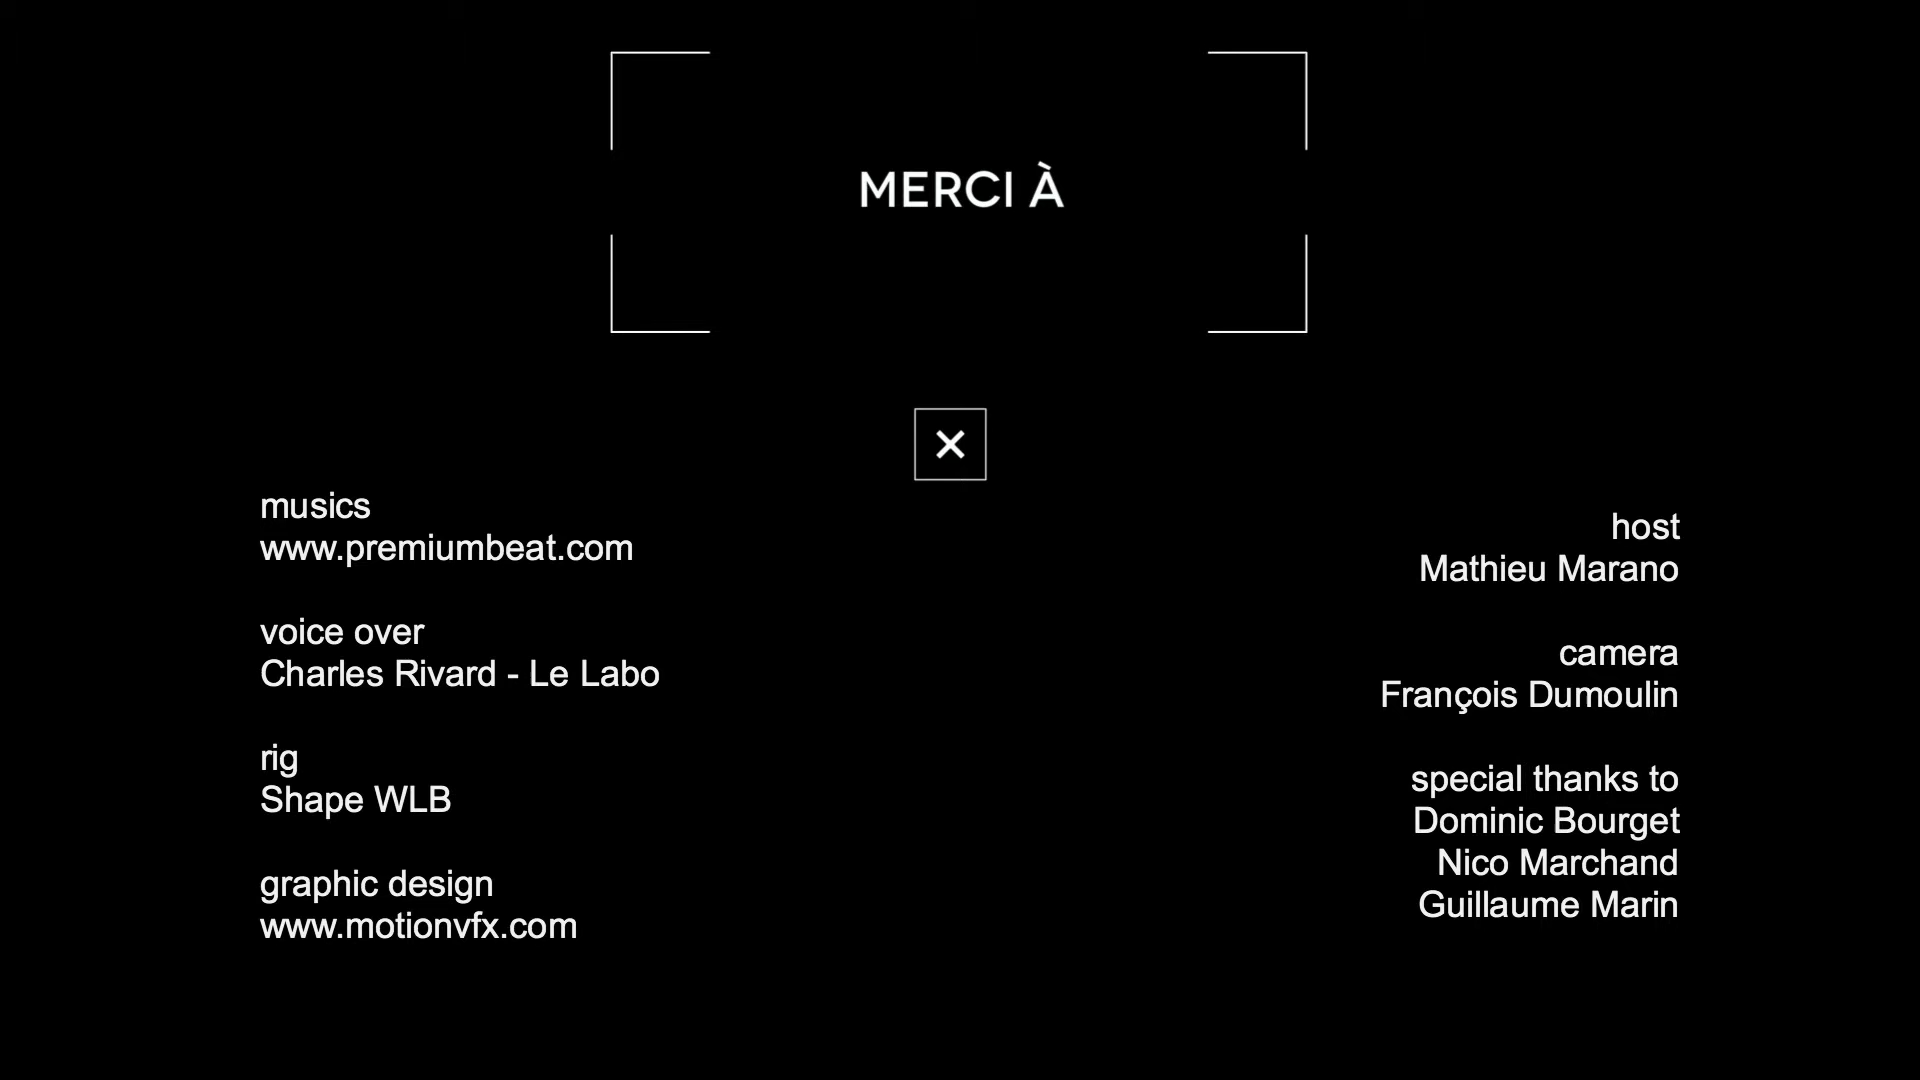 MERCI À
musics
www.premiumbeat.com
voice over
Charles Rivard - Le Labo
rig
Shape WLB
graphic design
www.motionvfx.com
host
Mathieu Marano
camera
François Dumoulin
special thanks to
Dominic Bourget
Nico Marchand
Guillaume Marin